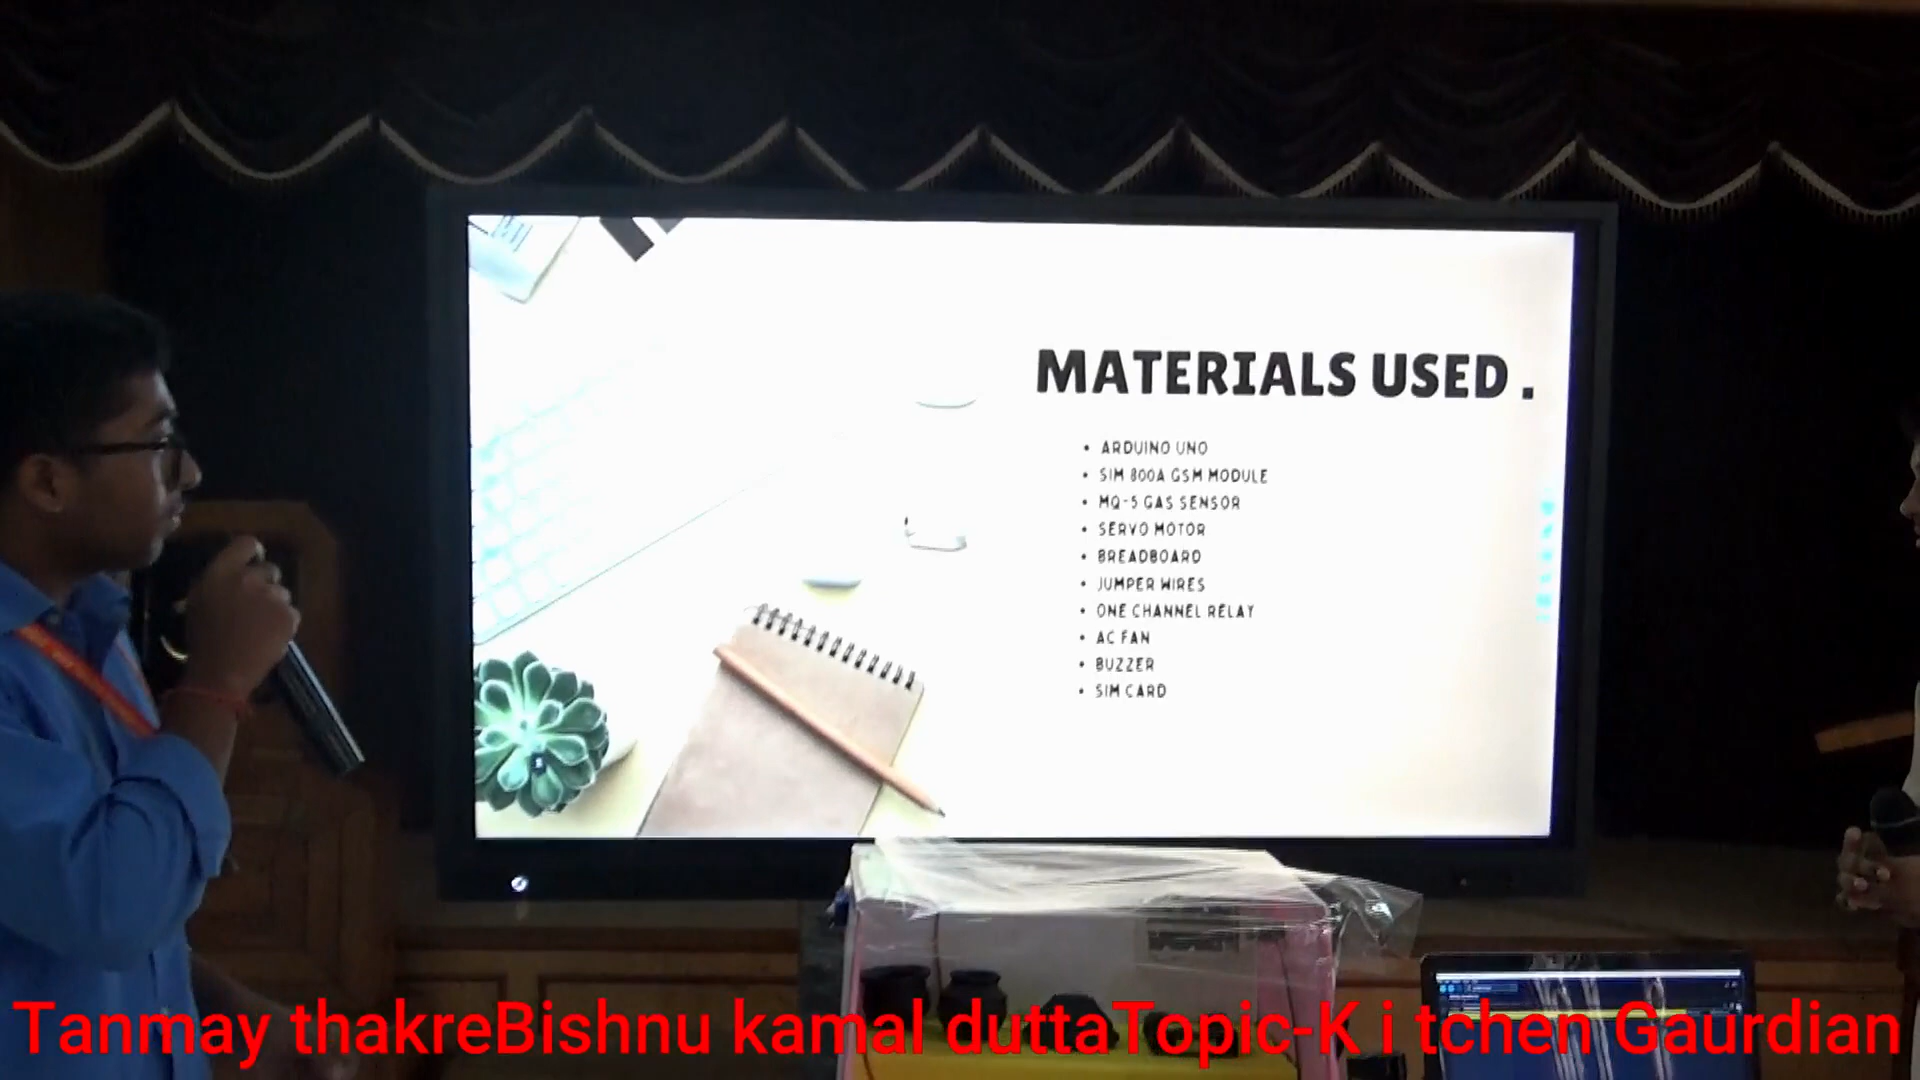 MATERIALS USED .
• ARDUINO UNO
• SIM 800A GSM MODULE
• MQ-5 GAS SENSOR
• SERVO MOTOR
• BREADBOARD
• JUMPER WIRES
• ONE CHANNEL RELAY
• AC FAN
• BUZZER
• SIM CARD
Tanmay thakreBishnu kamal duttaTopic-K i tchen Gaurdian